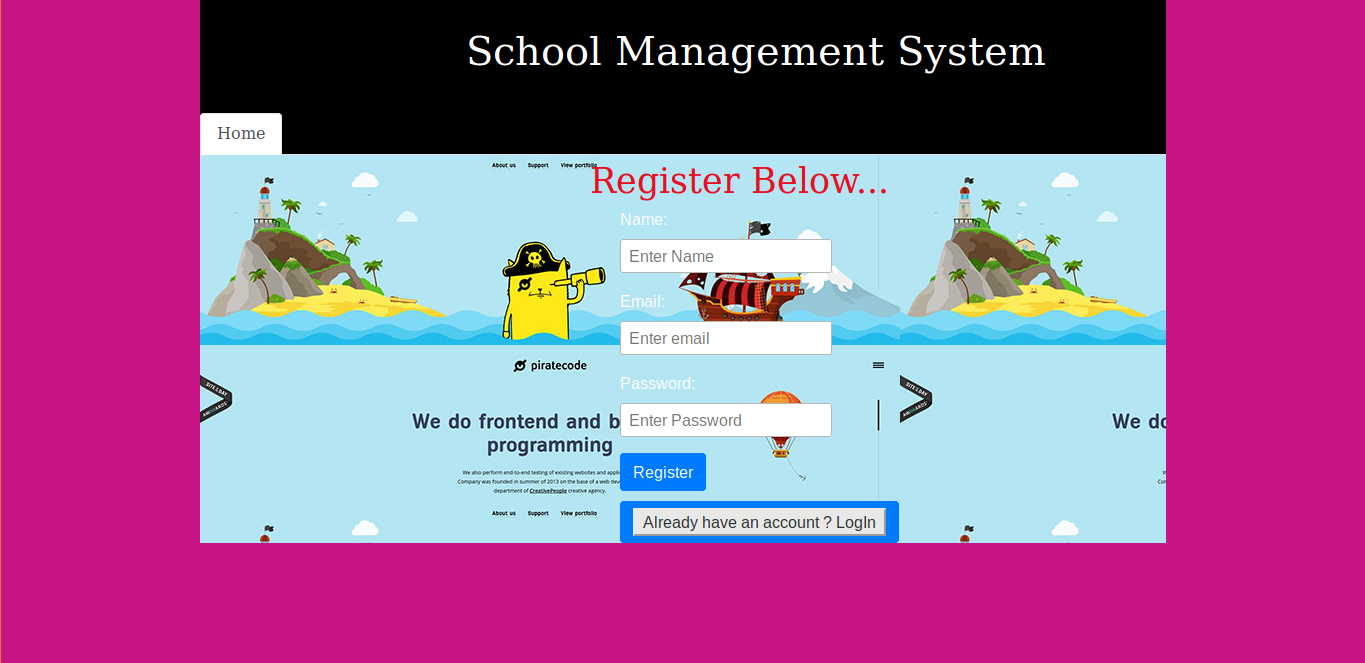 School Management System
Home
About us Support View portfolio
Register Below...
Name:
Enter Name
Email:
Enter email
Password:
piratecode
Enter Password
We do frontend and b
programming
We do
We also perform end-to-end testing of existing websites and appli
Company was founded in summer of 2013 on the base of a web dev
department of CreativePeople creative agency.
Register
About us Support View portfolio
Already have an account ? LogIn